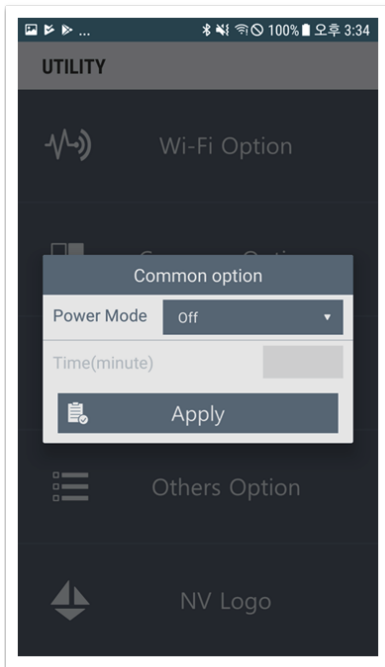 ... 100% 오후 3:34
UTILITY
Wi-Fi Option
Common option
Power Mode Off
Time(minute)
Apply
Others Option
NV Logo